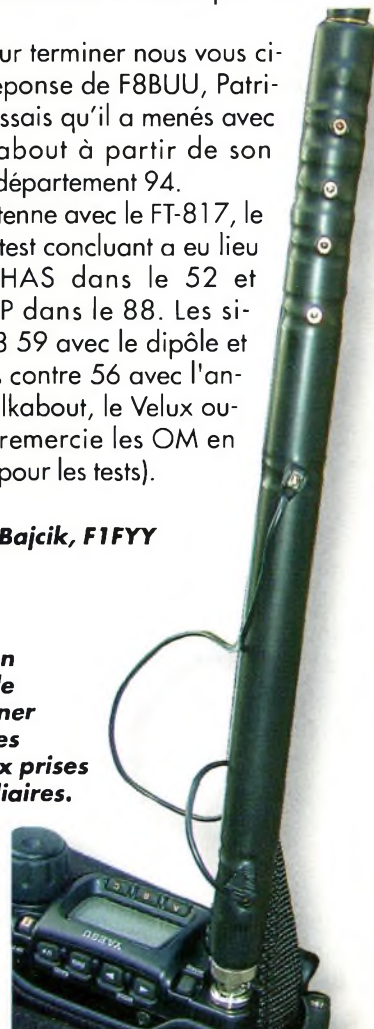 ur terminer nous vous ci-
éponse de F8BUU, Patri-
ssais qu'il a menés avec
about à partir de son
département 94.
tenne avec le FT-817, le
test concluant a eu lieu
HAS dans le 52 et
P dans le 88. Les si-
3 59 avec le dipôle et
contre 56 avec l'an-
lkabout, le Velux ou-
remercie les OM en
pour les tests).
Bajcik, F1FYY
n
le
ner
es
x prises
liaires.
YAESU
A B C